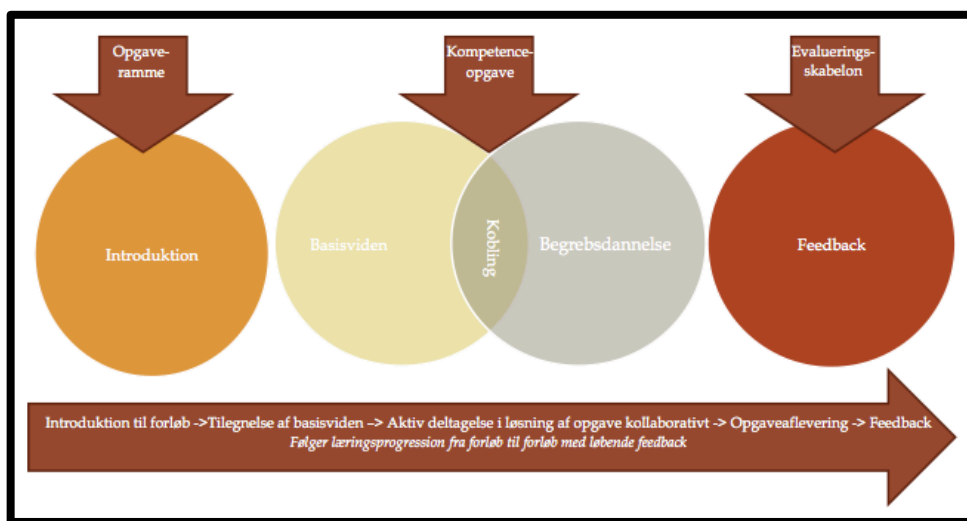 Opgave-
ramme
Kompetence-
opgave
Evaluerings-
skabelon
Introduktion
Basisviden
Kobling
Begrebsdannelse
Feedback
Introduktion til forløb ->Tilegnelse af basisviden –> Aktiv deltagelse i løsning af opgave kollaborativt -> Opgaveaflevering -> Feedback
Følger læringsprogression fra forløb til forløb med løbende feedback